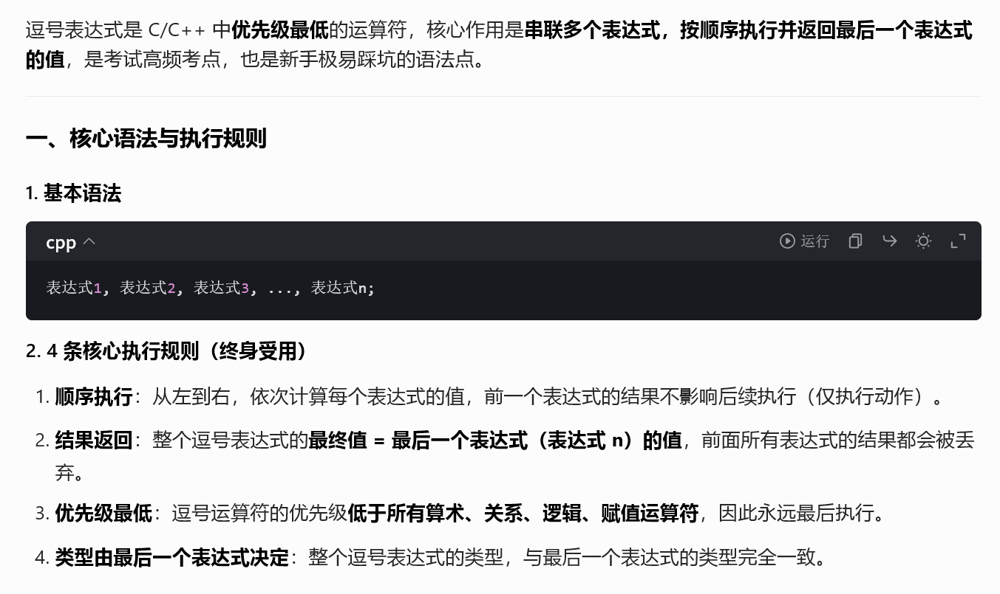 逗号表达式是 C/C++ 中优先级最低的运算符，核心作用是串联多个表达式，按顺序执行并返回最后一个表达式
的值，是考试高频考点，也是新手极易踩坑的语法点。
一、核心语法与执行规则
1. 基本语法
cpp 运行
表达式1, 表达式2, 表达式3, ..., 表达式n;
2. 4 条核心执行规则（终身受用）
1. 顺序执行：从左到右，依次计算每个表达式的值，前一个表达式的结果不影响后续执行（仅执行动作）。
2. 结果返回：整个逗号表达式的最终值 = 最后一个表达式（表达式 n）的值，前面所有表达式的结果都会被丢
弃。
3. 优先级最低：逗号运算符的优先级低于所有算术、关系、逻辑、赋值运算符，因此永远最后执行。
4. 类型由最后一个表达式决定：整个逗号表达式的类型，与最后一个表达式的类型完全一致。